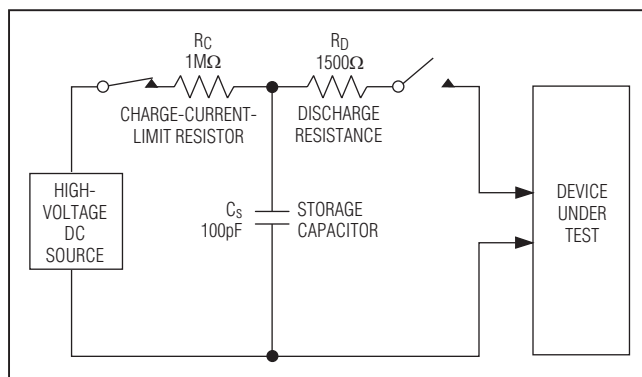 R_C
1MΩ
CHARGE-CURRENT-
LIMIT RESISTOR
R_D
1500Ω
DISCHARGE
RESISTANCE
HIGH-
VOLTAGE
DC
SOURCE
C_S
100pF
STORAGE
CAPACITOR
DEVICE
UNDER
TEST